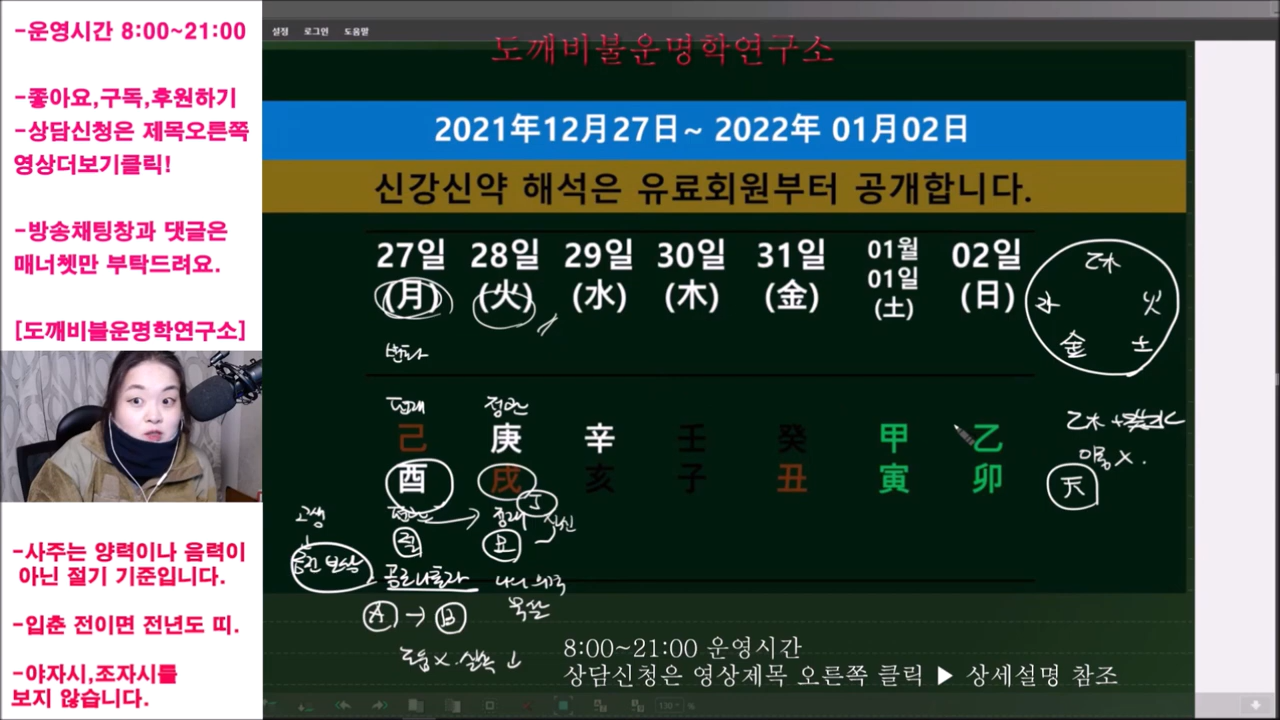 -운영시간 8:00~21:00
-좋아요,구독,후원하기
-상담신청은 제목오른쪽
영상더보기클릭!
-방송채팅창과 댓글은
매너쳇만 부탁드려요.
[도깨비불운명학연구소]
-사주는 양력이나 음력이
아닌 절기 기준입니다.
-입춘 전이면 전년도 띠.
-야자시,조자시를
보지 않습니다.
설정 로그인 도움말
도깨비불운명학연구소
2021年12月27日~ 2022年 01月02日
신강신약 해석은 유료회원부터 공개합니다.
27일 28일 29일 30일 31일 01월 01일 02일
(月) (火) (水) (木) (金) (土) (日)
乙木
水 火
金 土
편재 정관
己 庚 辛 壬 癸 甲 乙
酉 戌 亥 子 丑 寅 卯
乙木
天
A → B
8:00~21:00 운영시간
상담신청은 영상제목 오른쪽 클릭 ▶ 상세설명 참조
130 %